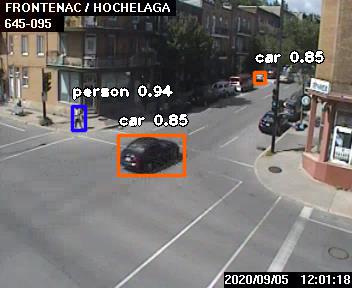 FRONTENAC / HOCHELAGA
645-095
car 0.85
person 0.94
car 0.85
2020/09/05 12:01:18